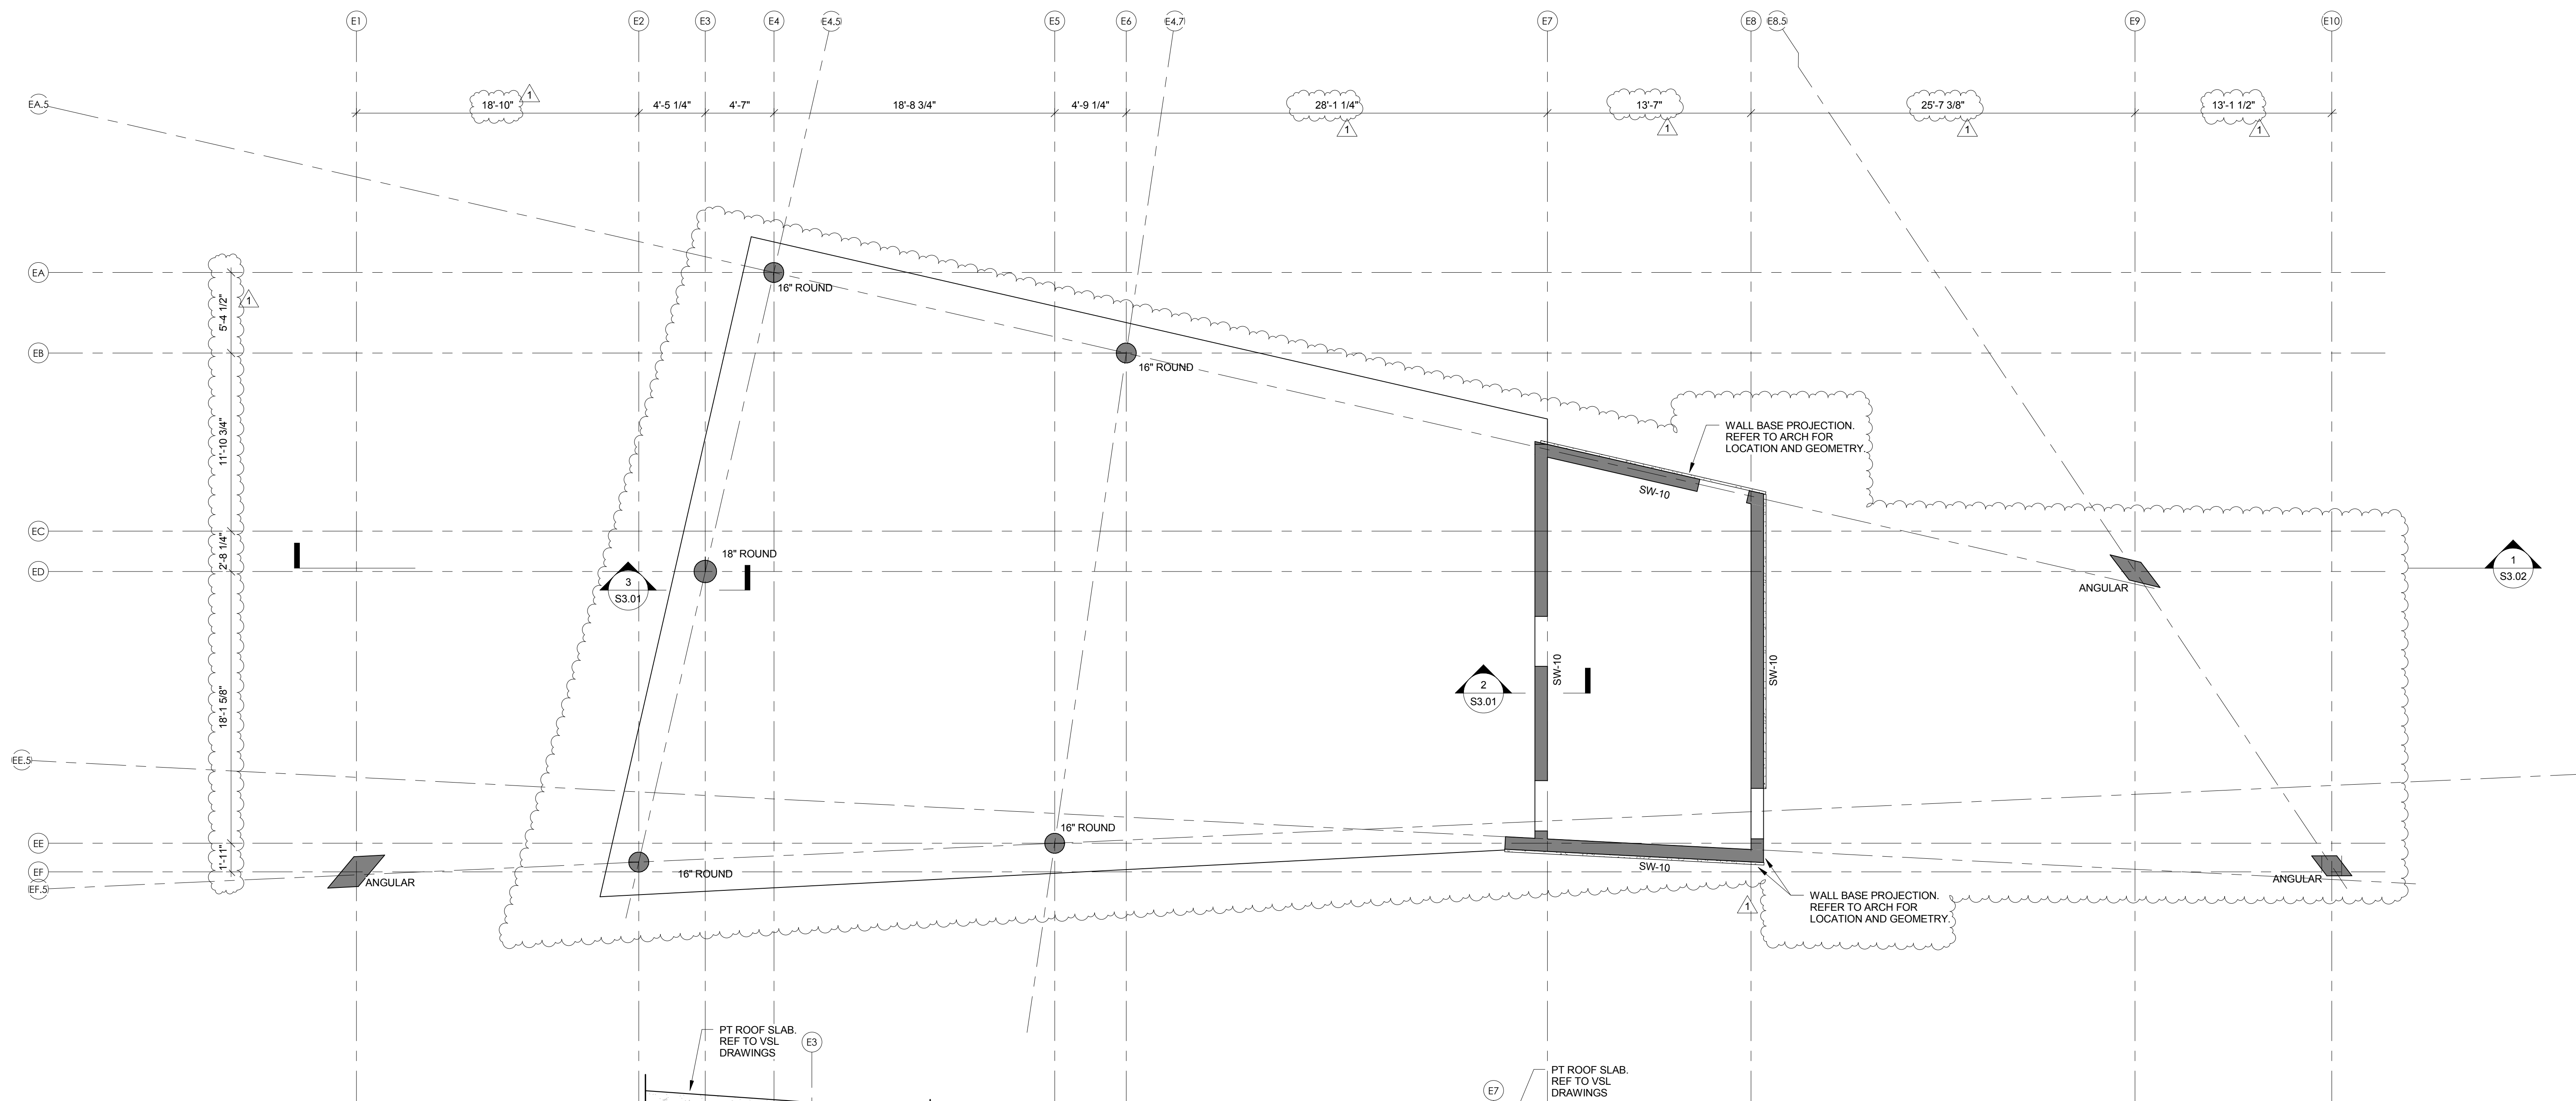 E1
E2
E3
E4
E4.5
E5
E6
E4.7
E7
E8
E8.5
E9
E10
EA.5
18'-10"
1
4'-5 1/4"
4'-7"
18'-8 3/4"
4'-9 1/4"
28'-1 1/4"
1
13'-7"
1
25'-7 3/8"
1
13'-1 1/2"
1
EA
16" ROUND
1
5'-4 1/2"
EB
16" ROUND
11'-10 3/4"
WALL BASE PROJECTION.
REFER TO ARCH FOR
LOCATION AND GEOMETRY.
SW-10
EC
2'-8 1/4"
18" ROUND
ED
3
S3.01
1
S3.02
ANGULAR
SW-10
SW-10
2
S3.01
18'-1 5/8"
EE.5
16" ROUND
EE
1'-11"
EF
16" ROUND
SW-10
ANGULAR
ANGULAR
EF.5
1
WALL BASE PROJECTION.
REFER TO ARCH FOR
LOCATION AND GEOMETRY.
PT ROOF SLAB.
REF TO VSL
DRAWINGS
E3
PT ROOF SLAB.
REF TO VSL
DRAWINGS
E7